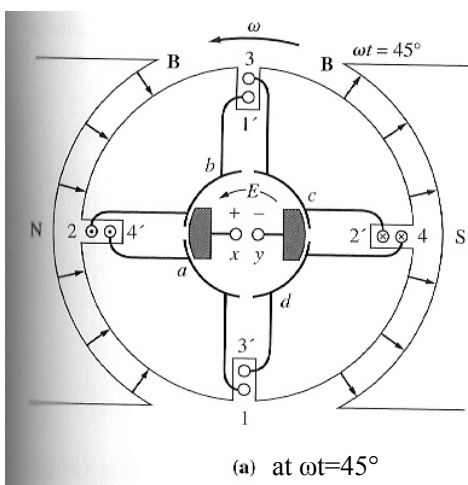 ω
B 3 B ωt = 45°
1´
b
E
c
+ −
N 2 4´ 2´ 4 S
x y
a
d
3´
1
(a) at ωt=45°